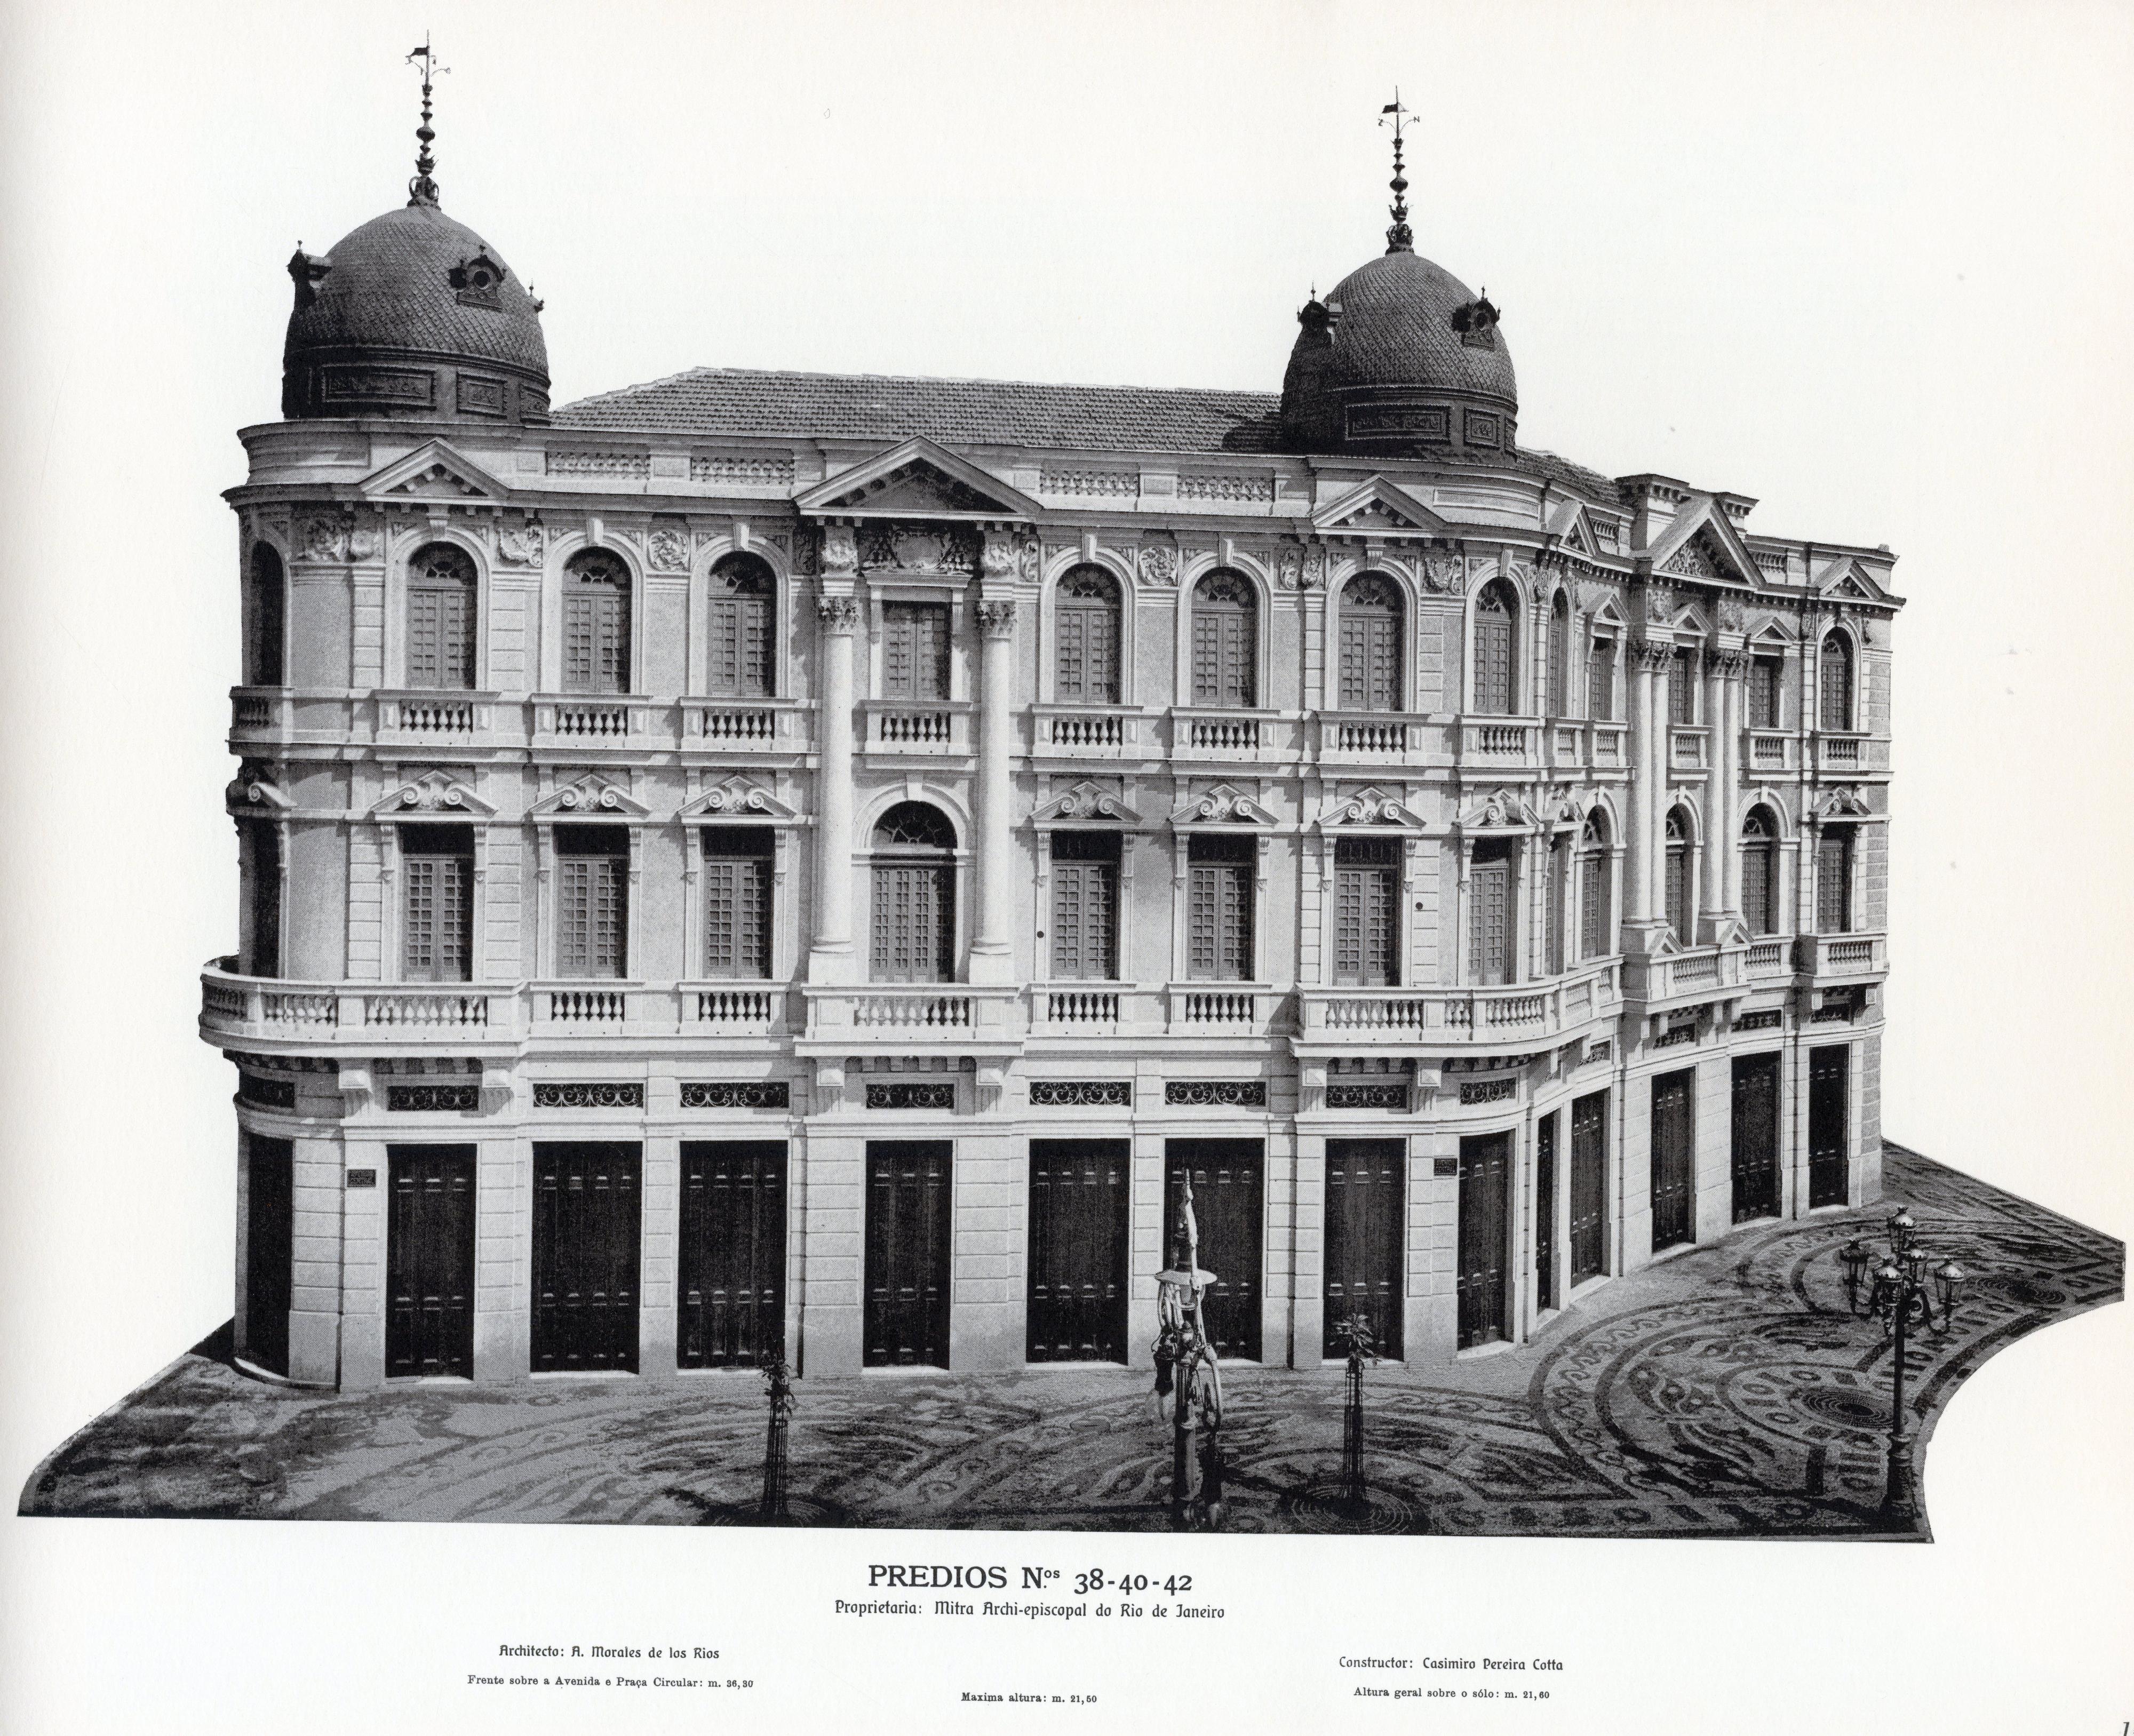 PREDIOS N.os 38-40-42
Proprietaria: Mitra Archi-episcopal do Rio de Janeiro
Architecto: A. Morales de los Rios
Constructor: Casimiro Pereira Cotta
Frente sobre a Avenida e Praça Circular: m. 36,30
Maxima altura: m. 21,50
Altura geral sobre o sólo: m. 21,60